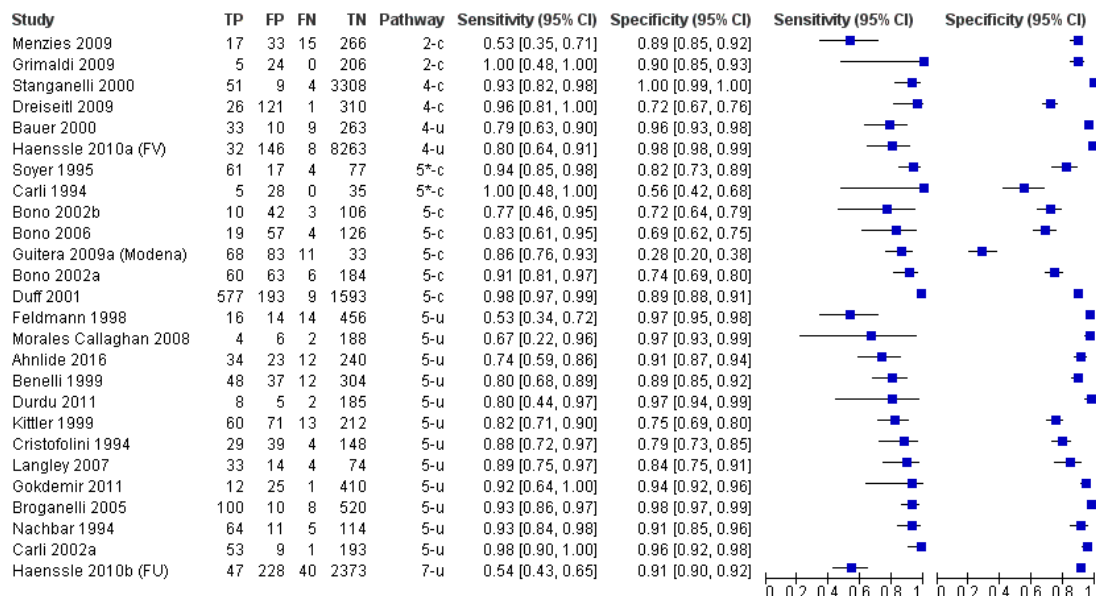 Study TP FP FN TN Pathway Sensitivity (95% CI) Specificity (95% CI) Sensitivity (95% CI) Specificity (95% CI)
Menzies 2009 17 33 15 266 2-c 0.53 [0.35, 0.71] 0.89 [0.85, 0.92]
Grimaldi 2009 5 24 0 206 2-c 1.00 [0.48, 1.00] 0.90 [0.85, 0.93]
Stanganelli 2000 51 9 4 3308 4-c 0.93 [0.82, 0.98] 1.00 [0.99, 1.00]
Dreiseitl 2009 26 121 1 310 4-c 0.96 [0.81, 1.00] 0.72 [0.67, 0.76]
Bauer 2000 33 10 9 263 4-u 0.79 [0.63, 0.90] 0.96 [0.93, 0.98]
Haenssle 2010a (FV) 32 146 8 8263 4-u 0.80 [0.64, 0.91] 0.98 [0.98, 0.99]
Soyer 1995 61 17 4 77 5*-c 0.94 [0.85, 0.98] 0.82 [0.73, 0.89]
Carli 1994 5 28 0 35 5*-c 1.00 [0.48, 1.00] 0.56 [0.42, 0.68]
Bono 2002b 10 42 3 106 5-c 0.77 [0.46, 0.95] 0.72 [0.64, 0.79]
Bono 2006 19 57 4 126 5-c 0.83 [0.61, 0.95] 0.69 [0.62, 0.75]
Guitera 2009a (Modena) 68 83 11 33 5-c 0.86 [0.76, 0.93] 0.28 [0.20, 0.38]
Bono 2002a 60 63 6 184 5-c 0.91 [0.81, 0.97] 0.74 [0.69, 0.80]
Duff 2001 577 193 9 1593 5-c 0.98 [0.97, 0.99] 0.89 [0.88, 0.91]
Feldmann 1998 16 14 14 456 5-u 0.53 [0.34, 0.72] 0.97 [0.95, 0.98]
Morales Callaghan 2008 4 6 2 188 5-u 0.67 [0.22, 0.96] 0.97 [0.93, 0.99]
Ahnlide 2016 34 23 12 240 5-u 0.74 [0.59, 0.86] 0.91 [0.87, 0.94]
Benelli 1999 48 37 12 304 5-u 0.80 [0.68, 0.89] 0.89 [0.85, 0.92]
Durdu 2011 8 5 2 185 5-u 0.80 [0.44, 0.97] 0.97 [0.94, 0.99]
Kittler 1999 60 71 13 212 5-u 0.82 [0.71, 0.90] 0.75 [0.69, 0.80]
Cristofolini 1994 29 39 4 148 5-u 0.88 [0.72, 0.97] 0.79 [0.73, 0.85]
Langley 2007 33 14 4 74 5-u 0.89 [0.75, 0.97] 0.84 [0.75, 0.91]
Gokdemir 2011 12 25 1 410 5-u 0.92 [0.64, 1.00] 0.94 [0.92, 0.96]
Broganelli 2005 100 10 8 520 5-u 0.93 [0.86, 0.97] 0.98 [0.97, 0.99]
Nachbar 1994 64 11 5 114 5-u 0.93 [0.84, 0.98] 0.91 [0.85, 0.96]
Carli 2002a 53 9 1 193 5-u 0.98 [0.90, 1.00] 0.96 [0.92, 0.98]
Haenssle 2010b (FU) 47 228 40 2373 7-u 0.54 [0.43, 0.65] 0.91 [0.90, 0.92]
0 0.2 0.4 0.6 0.8 1 0 0.2 0.4 0.6 0.8 1